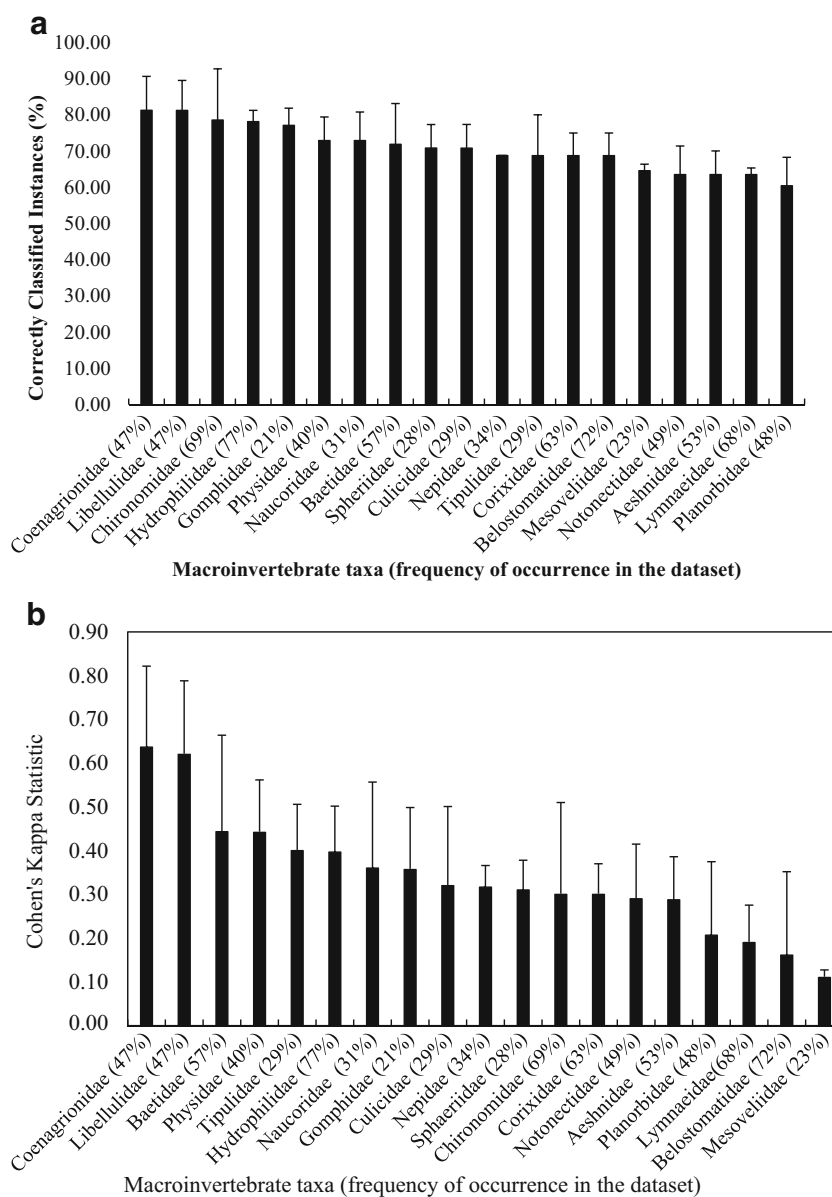 a
100.00
90.00
80.00
70.00
60.00
50.00
40.00
30.00
20.00
10.00
0.00
Correctly Classified Instances (%)
Coenagrionidae (47%)
Libellulidae (47%)
Chironomidae (69%)
Hydrophilidae (77%)
Gomphidae (21%)
Physidae (40%)
Naucoridae (31%)
Baetidae (57%)
Spheriidae (28%)
Culicidae (29%)
Nepidae (34%)
Tipulidae (29%)
Corixidae (63%)
Belostomatidae (72%)
Mesoveliidae (23%)
Notonectidae (49%)
Aeshnidae (53%)
Lymnaeidae (68%)
Planorbidae (48%)
Macroinvertebrate taxa (frequency of occurrence in the dataset)
b
0.90
0.80
0.70
0.60
0.50
0.40
0.30
0.20
0.10
0.00
Cohen's Kappa Statistic
Coenagrionidae (47%)
Libellulidae (47%)
Baetidae (57%)
Physidae (40%)
Tipulidae (29%)
Hydrophilidae (77%)
Naucoridae (31%)
Gomphidae (21%)
Culicidae (29%)
Nepidae (34%)
Sphaeriidae (28%)
Chironomidae (69%)
Corixidae (63%)
Notonectidae (49%)
Aeshnidae (53%)
Planorbidae (48%)
Lymnaeidae(68%)
Belostomatidae (72%)
Mesoveliidae (23%)
Macroinvertebrate taxa (frequency of occurrence in the dataset)